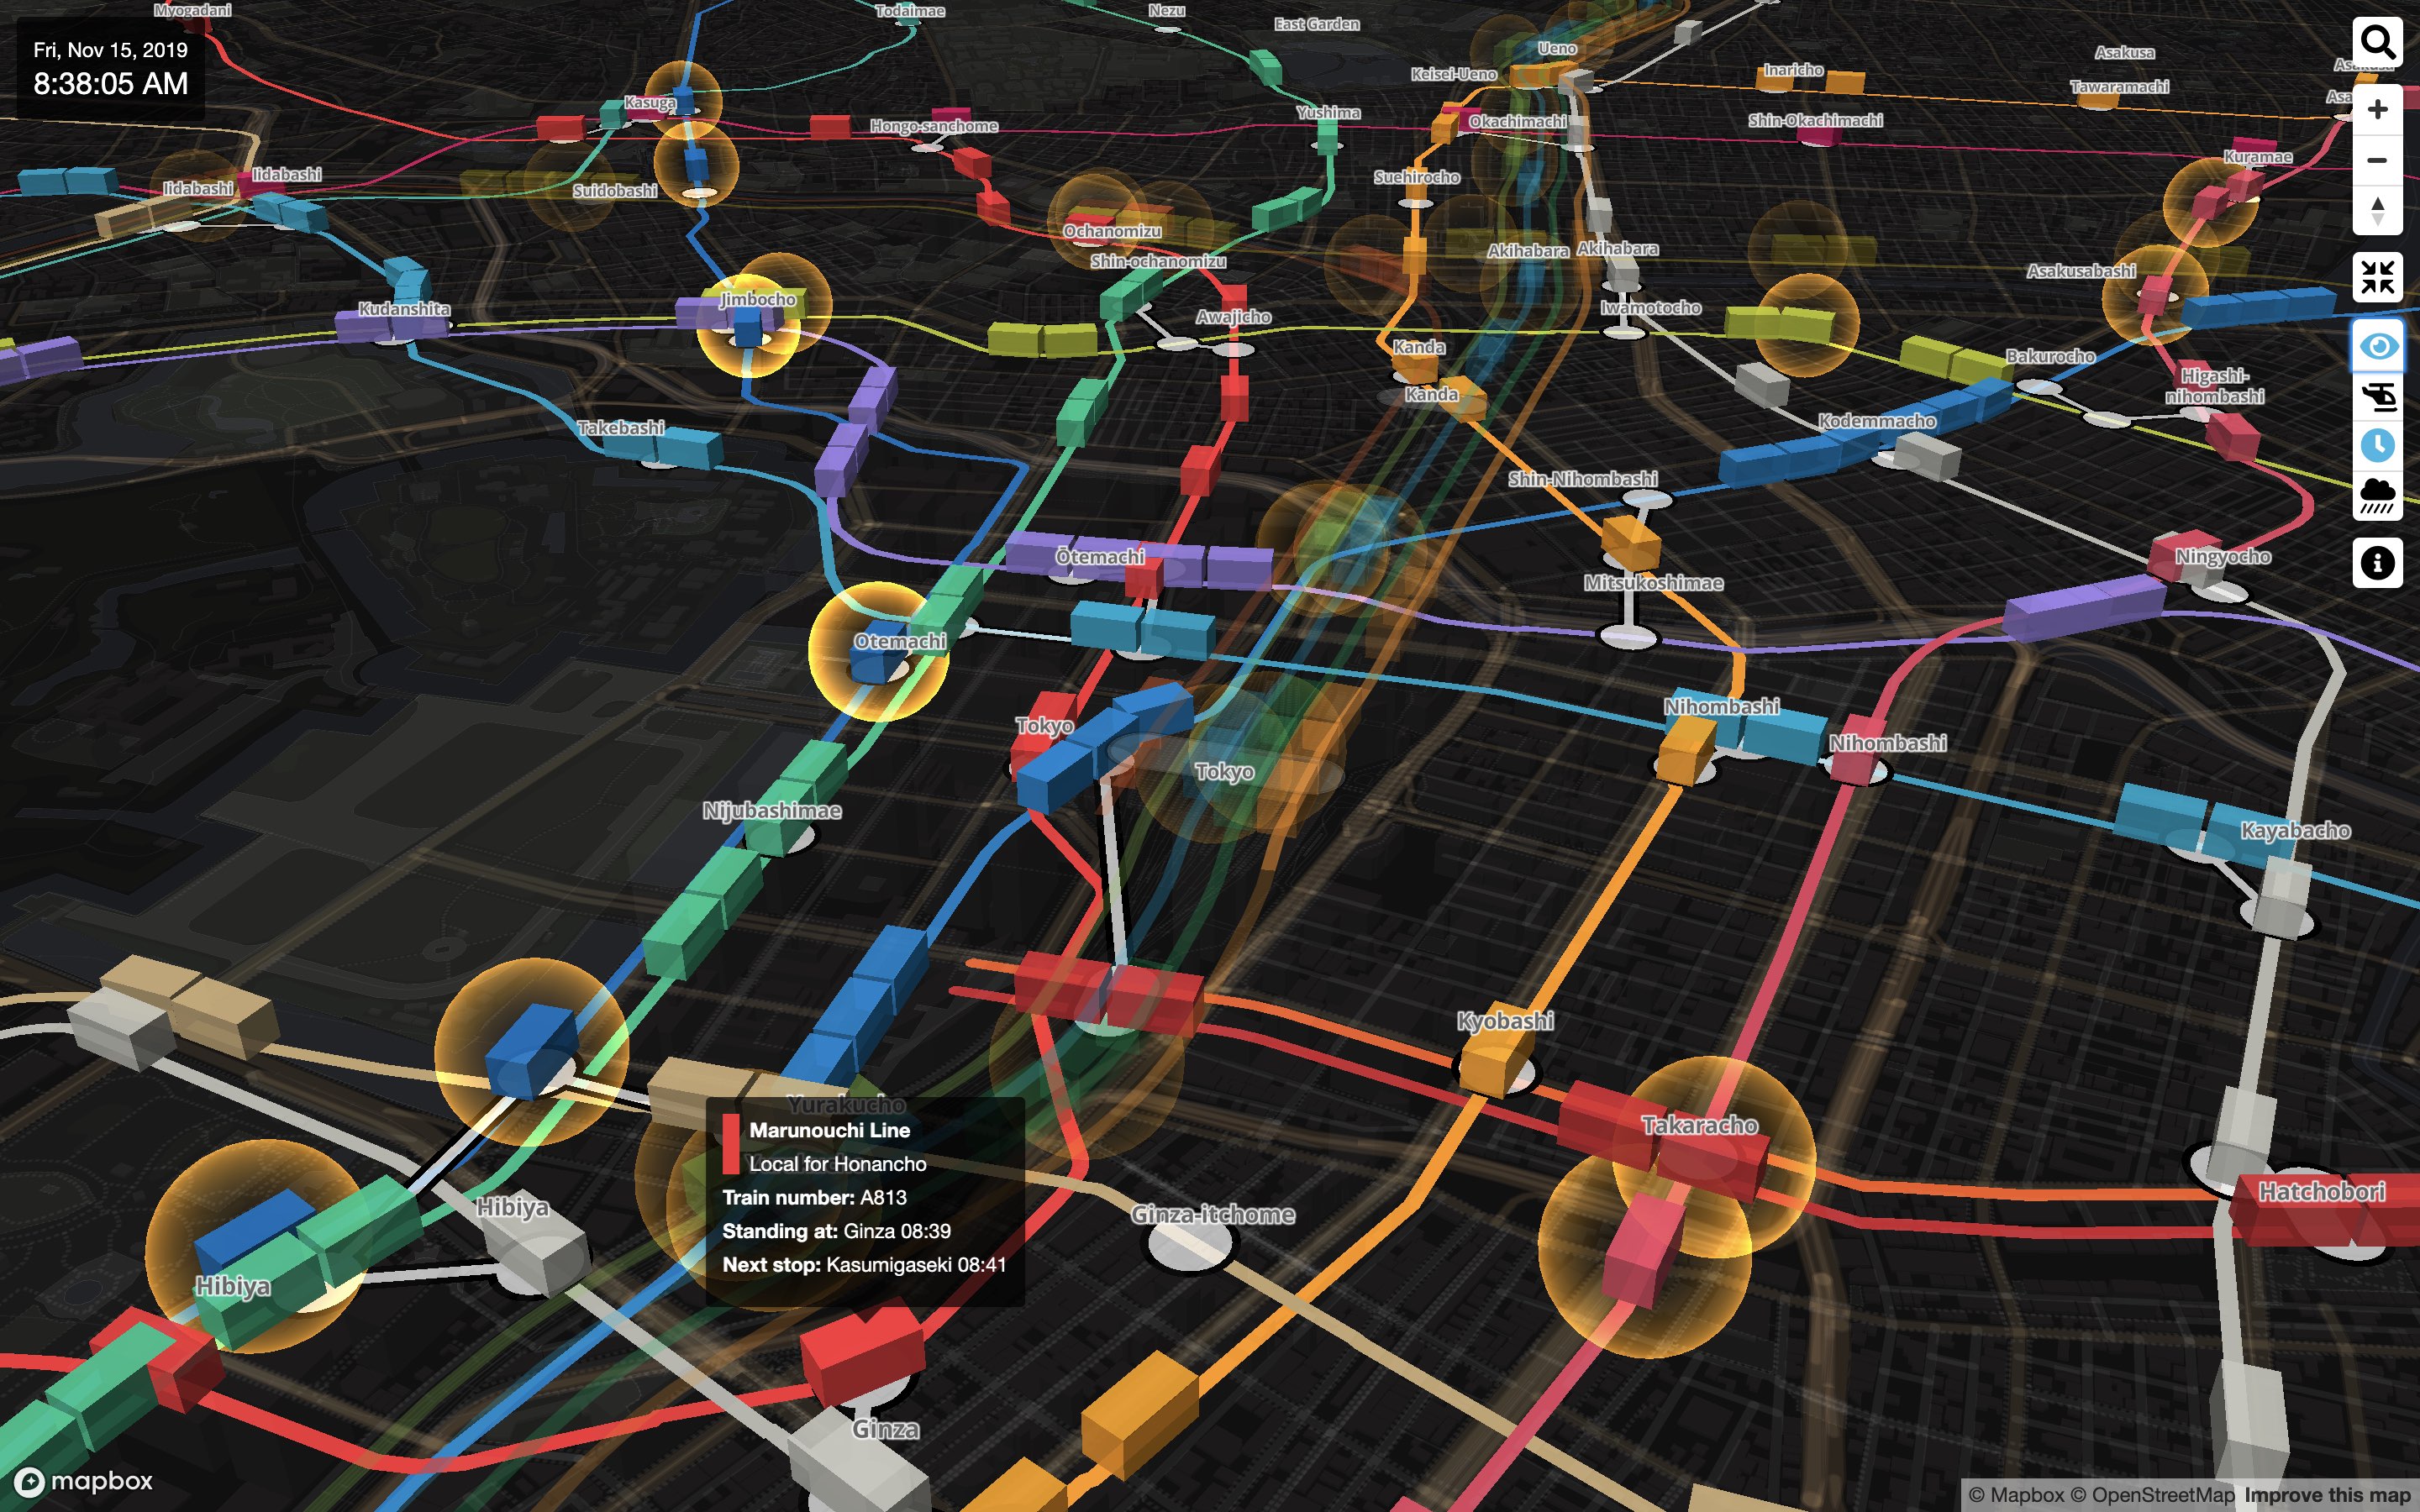 Myogadani
Todaimae
Nezu
East Garden
Fri, Nov 15, 2019
8:38:05 AM
Ueno
Asakusa
Keisei-Ueno
Inaricho
Tawaramachi
Kasuga
Hongo-sanchome
Yushima
Okachimachi
Shin-Okachimachi
Kuramae
Iidabashi
Iidabashi
Suidobashi
Suehirocho
Ochanomizu
Shin-ochanomizu
Akihabara
Akihabara
Asakusabashi
Kudanshita
Jimbocho
Awajicho
Iwamotocho
Kanda
Kanda
Bakurocho
Higashi-
nihombashi
Takebashi
Kodemmacho
Shin-Nihombashi
Ōtemachi
Mitsukoshimae
Ningyocho
Otemachi
Tokyo
Tokyo
Nihombashi
Nihombashi
Nijubashimae
Kayabacho
Kyobashi
Yurakucho
Takaracho
Marunouchi Line
Local for Honancho
Train number: A813
Standing at: Ginza 08:39
Next stop: Kasumigaseki 08:41
Hibiya
Hibiya
Ginza-itchome
Hatchobori
Ginza
mapbox
© Mapbox © OpenStreetMap Improve this map